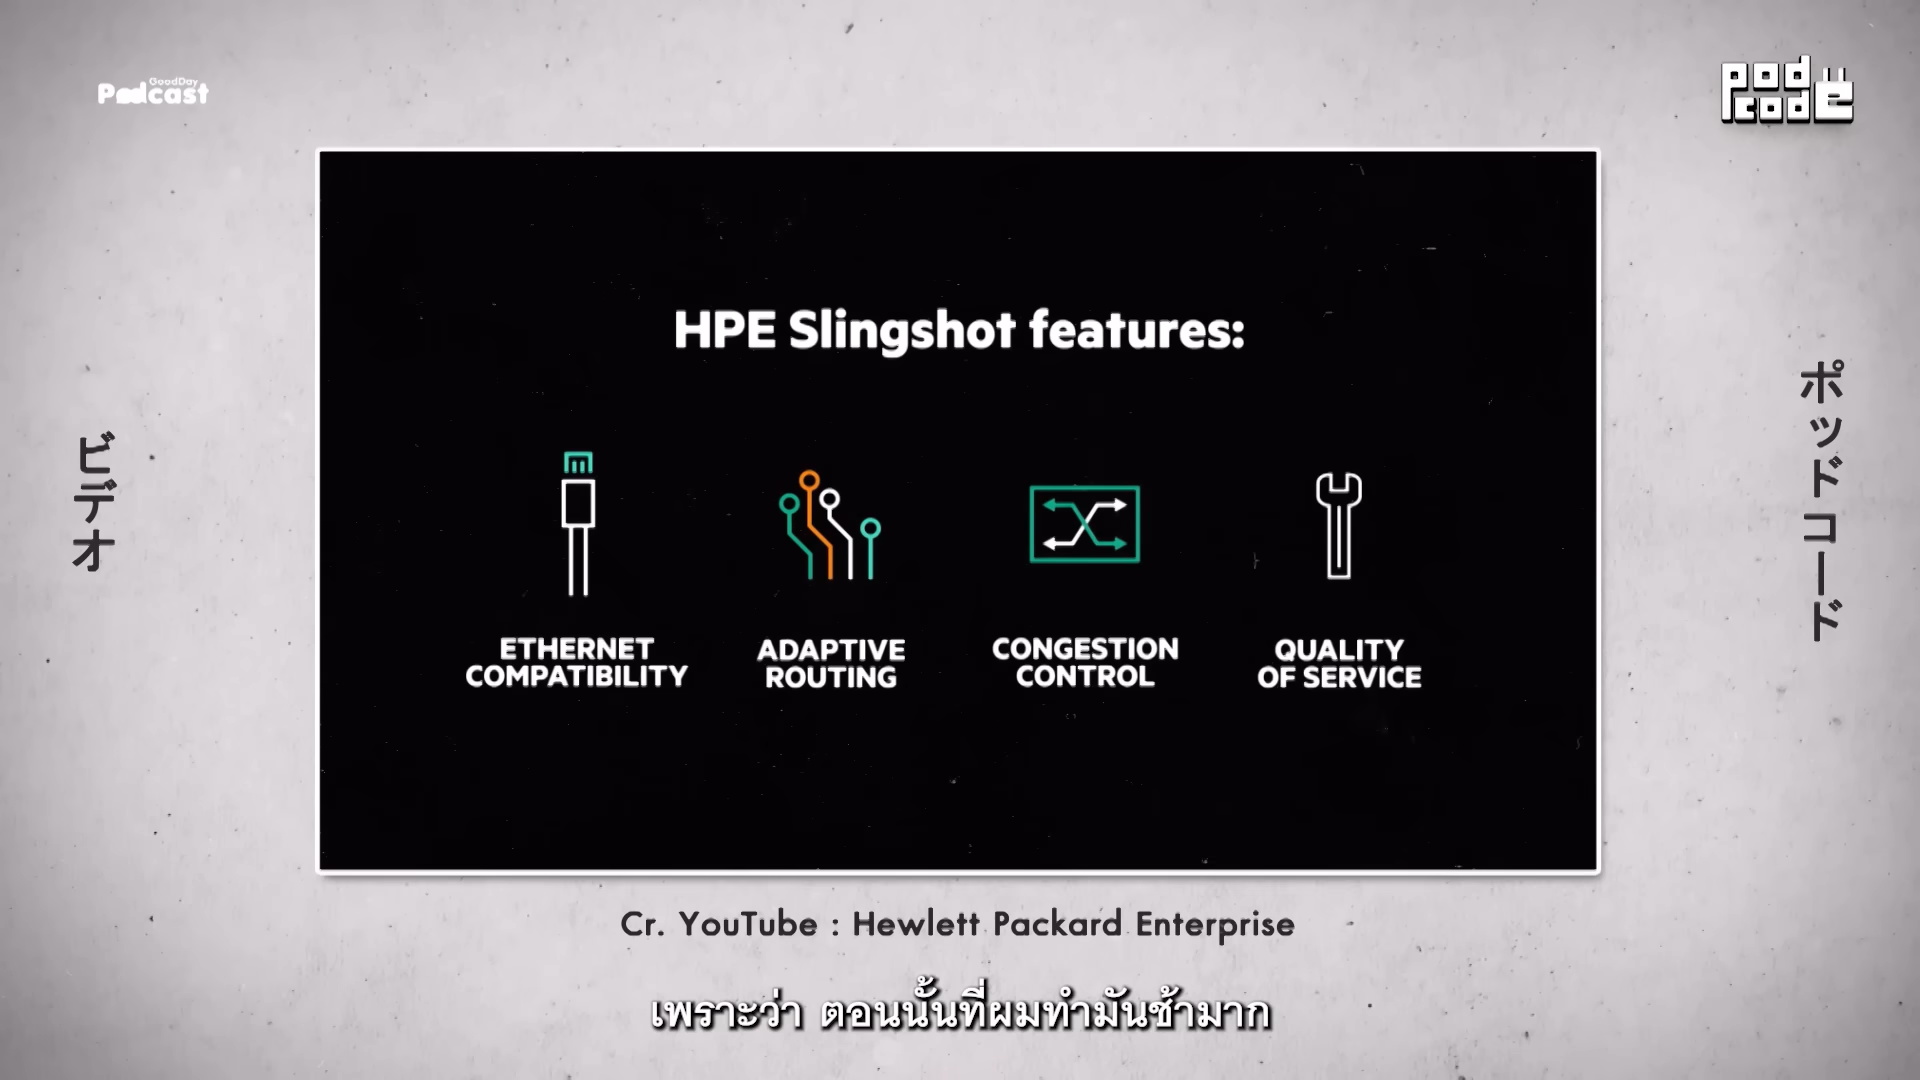 GoodDay
Podcast
pod
code
HPE Slingshot features:
ETHERNET
COMPATIBILITY
ADAPTIVE
ROUTING
CONGESTION
CONTROL
QUALITY
OF SERVICE
ビデオ
ポッドコード
Cr. YouTube : Hewlett Packard Enterprise
เพราะว่า ตอนนั้นที่ผมทำมันช้ามาก